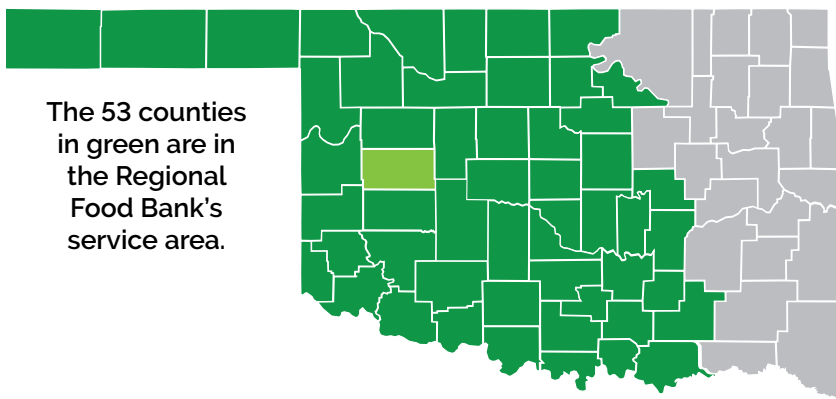 The 53 counties
in green are in
the Regional
Food Bank's
service area.